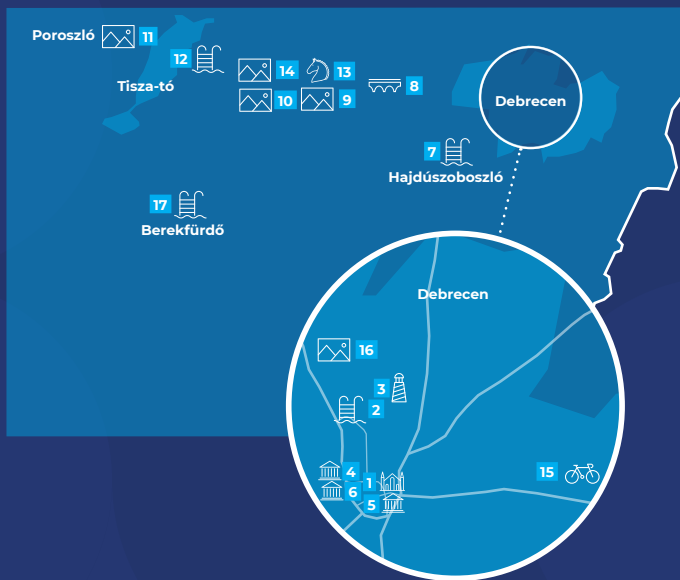 Poroszló 11
12
Tisza-tó
14 13
8
10 9
Debrecen
7
Hajdúszoboszló
17
Berekfürdő
Debrecen
16
3
2
4
1
15
6
5